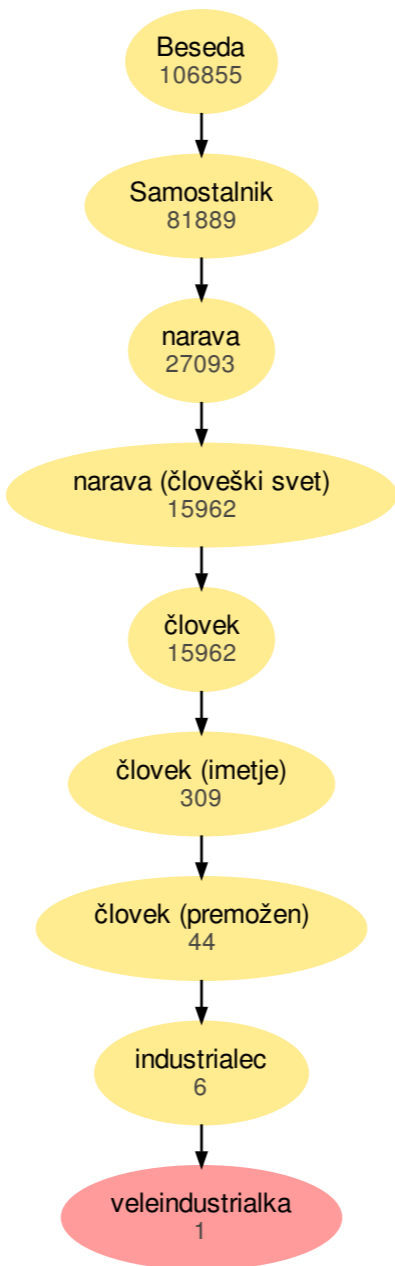 Beseda
106855
Samostalnik
81889
narava
27093
narava (človeški svet)
15962
človek
15962
človek (imetje)
309
človek (premožen)
44
industrialec
6
veleindustrialka
1